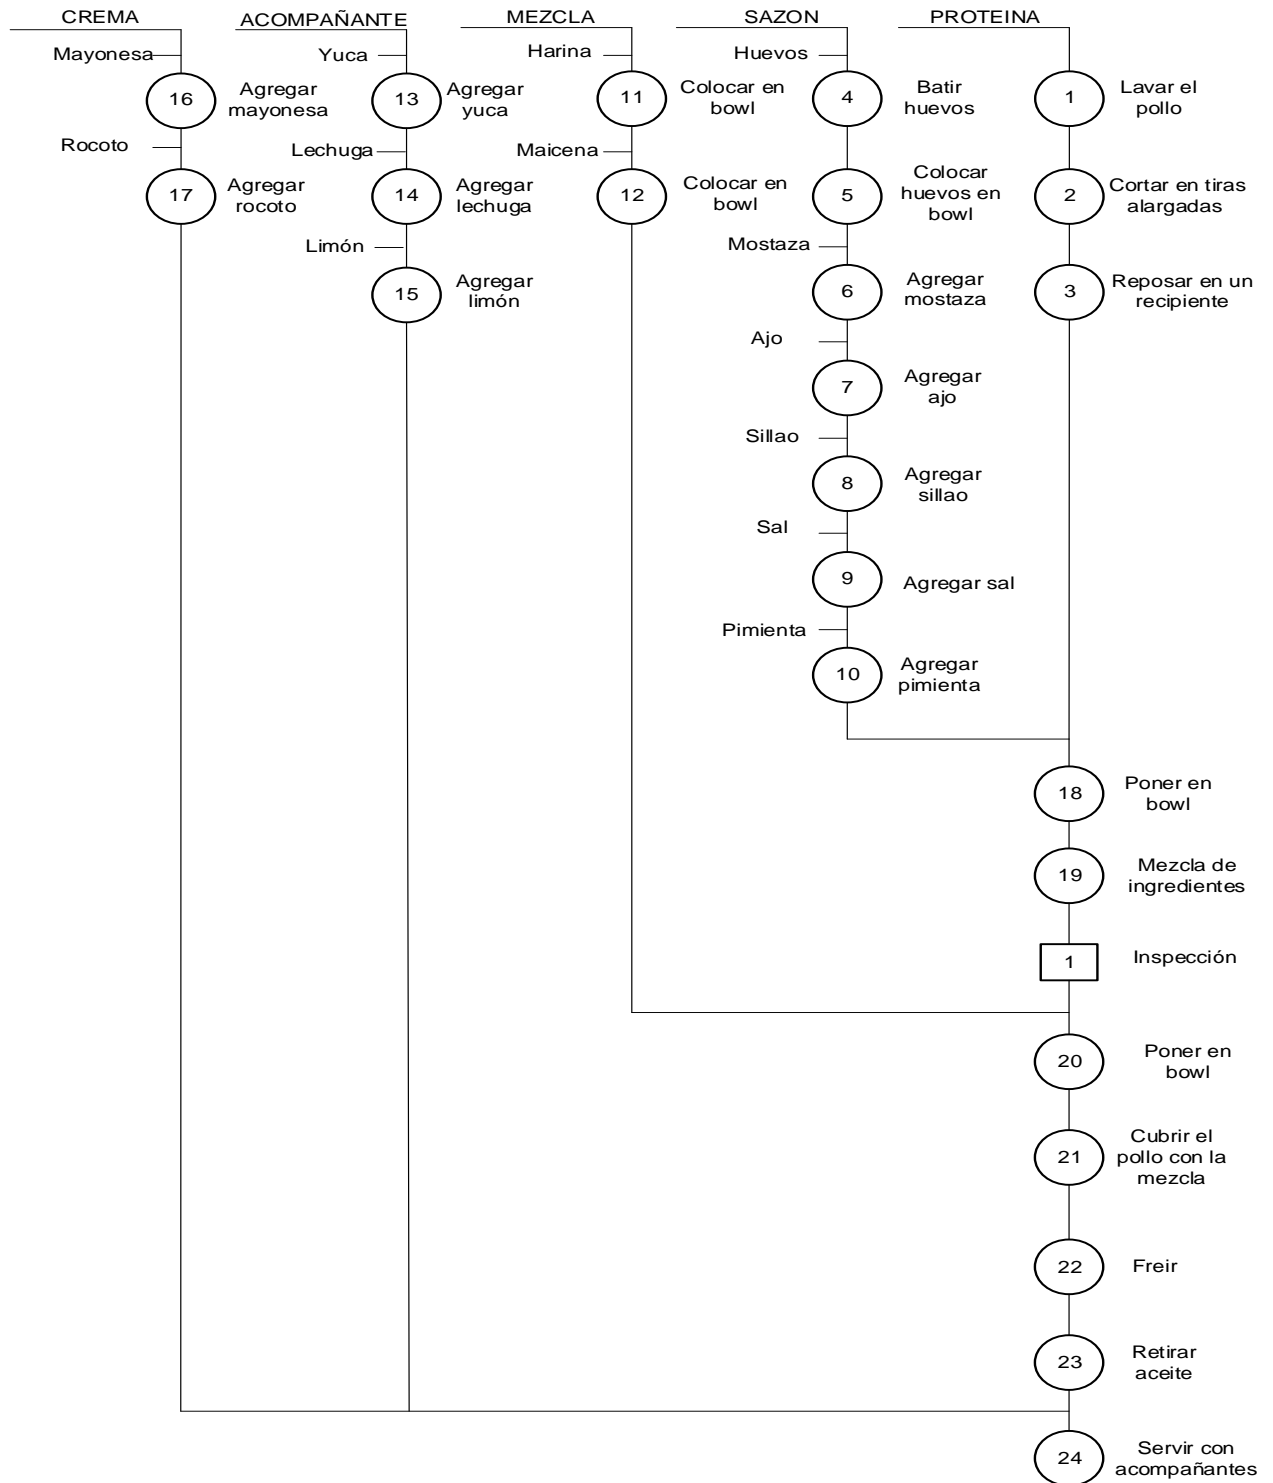 CREMA
Mayonesa
16
Agregar
mayonesa
Rocoto
17
Agregar
rocoto
ACOMPAÑANTE
Yuca
13
Agregar
yuca
Lechuga
14
Agregar
lechuga
Limón
15
Agregar
limón
MEZCLA
Harina
11
Colocar en
bowl
Maicena
12
Colocar en
bowl
SAZON
Huevos
4
Batir
huevos
5
Colocar
huevos en
bowl
Mostaza
6
Agregar
mostaza
Ajo
7
Agregar
ajo
Sillao
8
Agregar
sillao
Sal
9
Agregar sal
Pimienta
10
Agregar
pimienta
PROTEINA
1
Lavar el
pollo
2
Cortar en tiras
alargadas
3
Reposar en un
recipiente
18
Poner en
bowl
19
Mezcla de
ingredientes
1
Inspección
20
Poner en
bowl
21
Cubrir el
pollo con la
mezcla
22
Freir
23
Retirar
aceite
24
Servir con
acompañantes